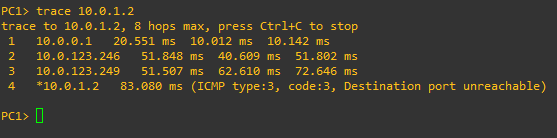 PC1> trace 10.0.1.2
trace to 10.0.1.2, 8 hops max, press Ctrl+C to stop
1 10.0.0.1 20.551 ms 10.012 ms 10.142 ms
2 10.0.123.246 51.848 ms 40.609 ms 51.802 ms
3 10.0.123.249 51.507 ms 62.610 ms 72.646 ms
4 *10.0.1.2 83.080 ms (ICMP type:3, code:3, Destination port unreachable)
PC1>